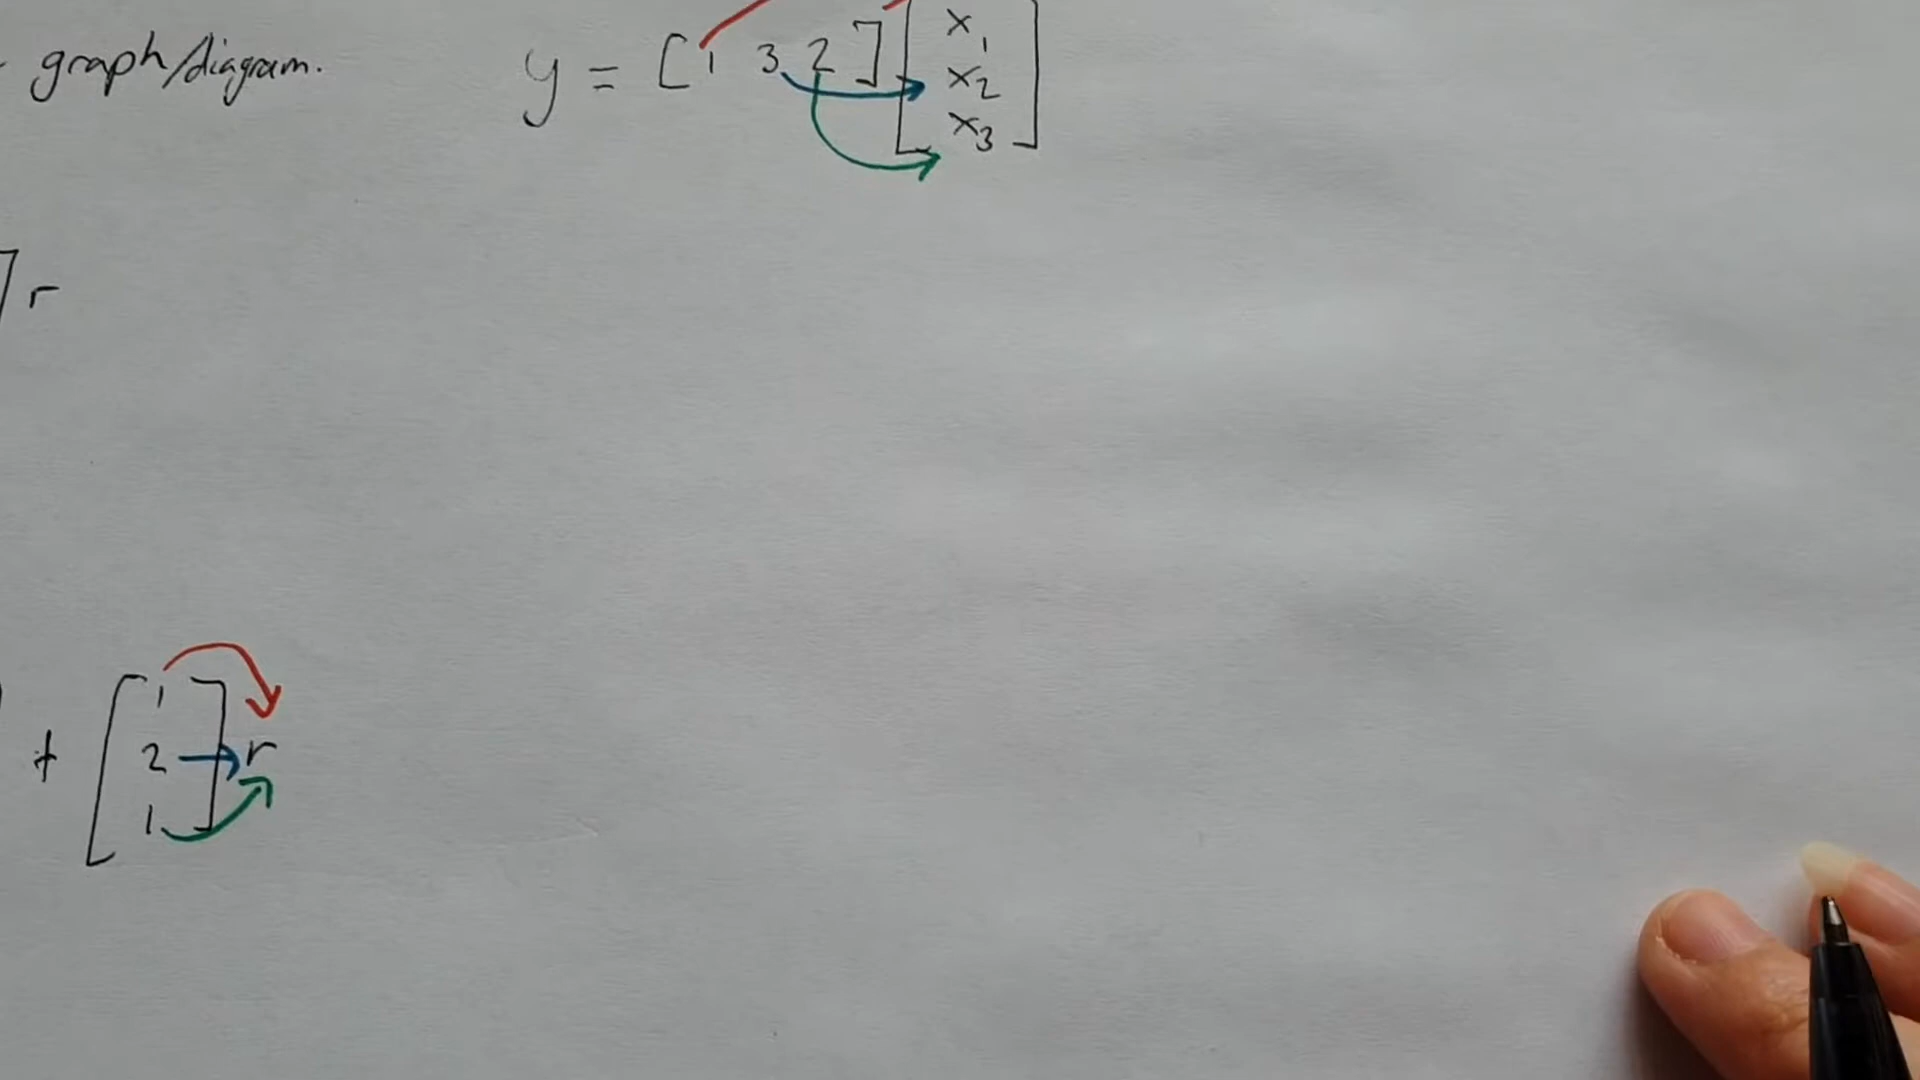 graph/diagram.
y = [ 1 3 2 ] [ x₁
x₂
x₃ ]
] r
+ [ 1
2
1 ] r